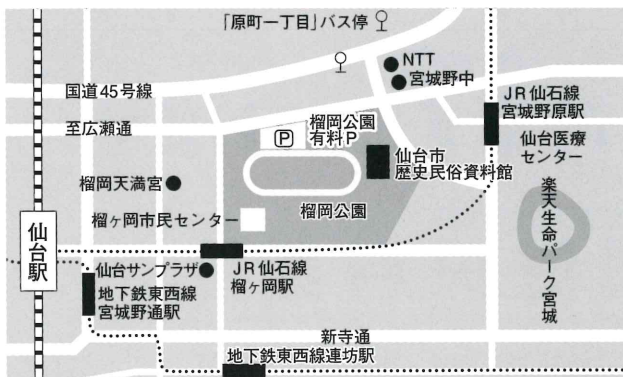 「原町一丁目」バス停
NTT
宮城野中
国道45号線
JR仙石線
宮城野原駅
至広瀬通
榴岡公園
有料P
P
仙台医療
センター
仙台市
歴史民俗資料館
榴岡天満宮
榴岡公園
楽天生命パーク宮城
榴ヶ岡市民センター
仙台駅
仙台サンプラザ
JR仙石線
榴ヶ岡駅
地下鉄東西線
宮城野通駅
新寺通
地下鉄東西線連坊駅